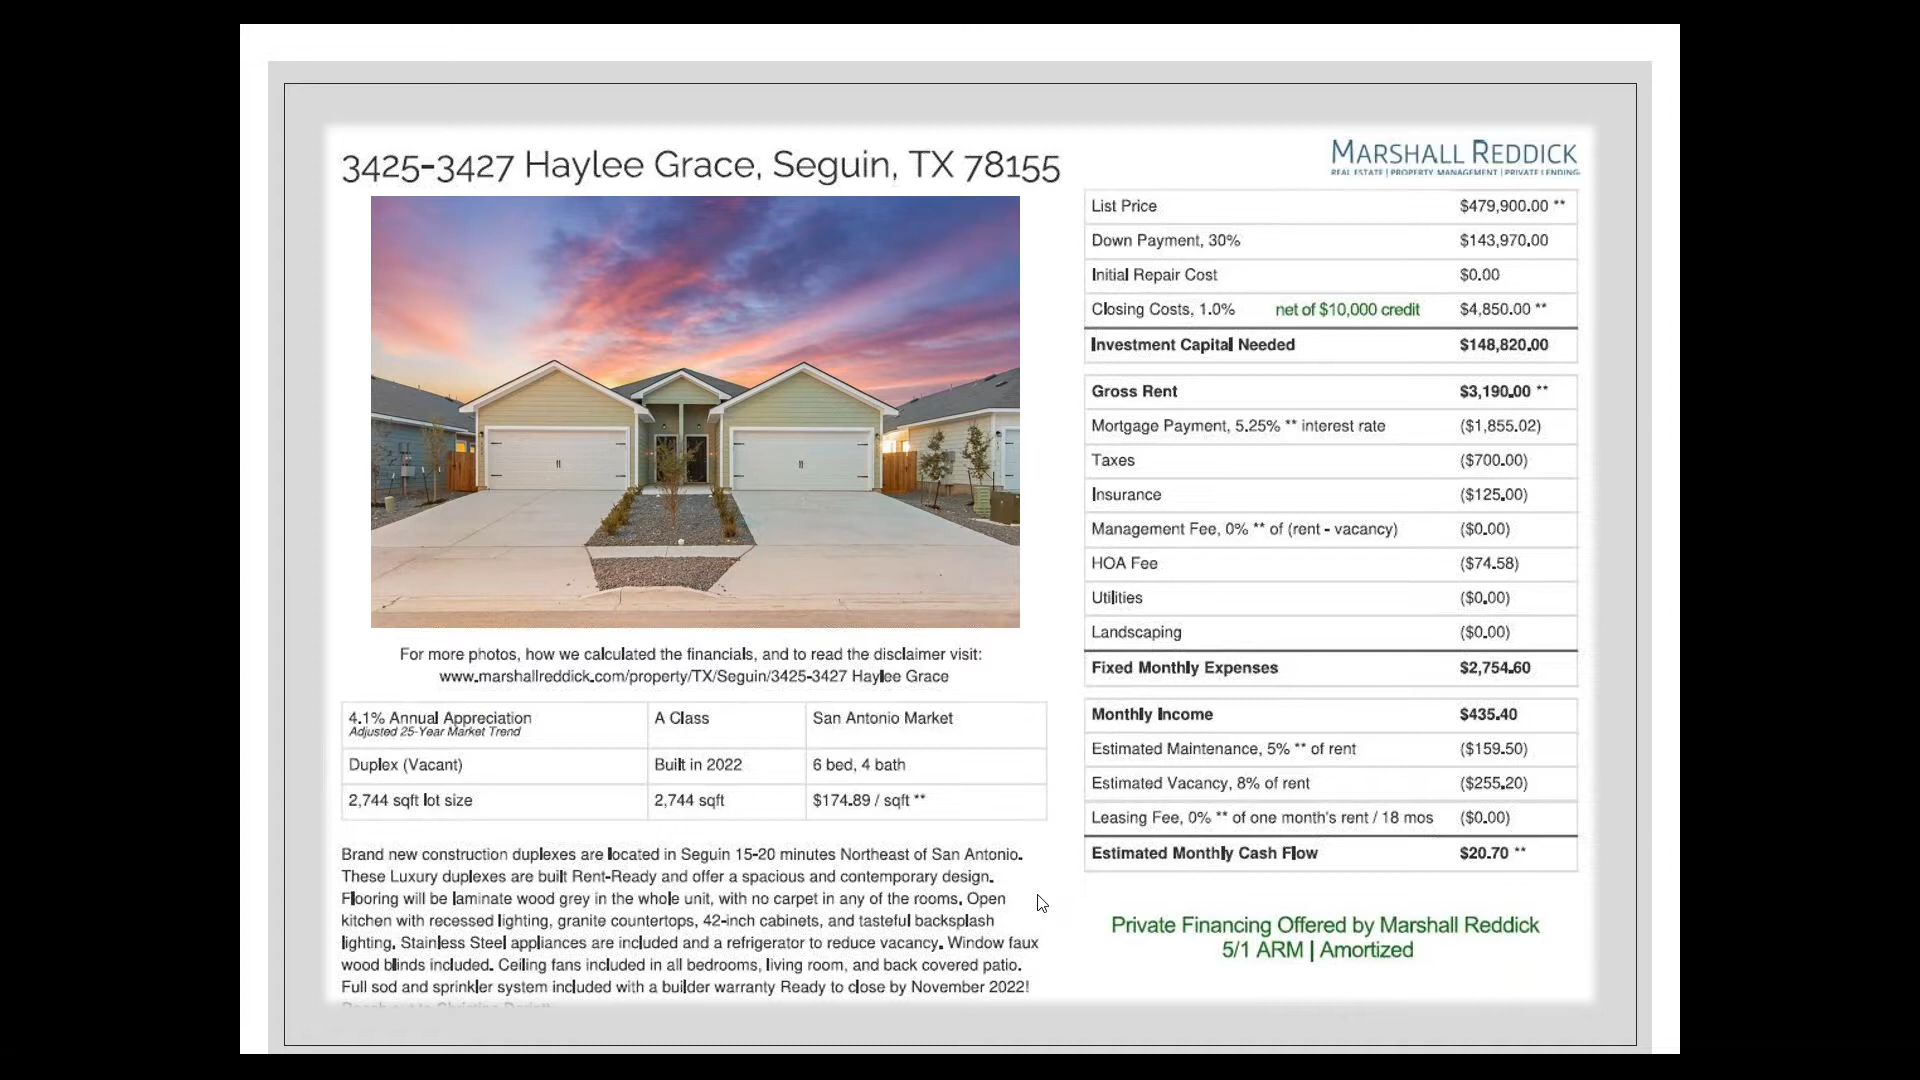 3425-3427 Haylee Grace, Seguin, TX 78155
MARSHALL REDDICK
REAL ESTATE | PROPERTY MANAGEMENT | PRIVATE LENDING
For more photos, how we calculated the financials, and to read the disclaimer visit:
www.marshallreddick.com/property/TX/Seguin/3425-3427 Haylee Grace
4.1% Annual Appreciation A Class San Antonio Market
Adjusted 25-Year Market Trend
Duplex (Vacant) Built in 2022 6 bed, 4 bath
2,744 sqft lot size 2,744 sqft $174.89 / sqft **
Brand new construction duplexes are located in Seguin 15-20 minutes Northeast of San Antonio.
These Luxury duplexes are built Rent-Ready and offer a spacious and contemporary design.
Flooring will be laminate wood grey in the whole unit, with no carpet in any of the rooms. Open
kitchen with recessed lighting, granite countertops, 42-inch cabinets, and tasteful backsplash
lighting. Stainless Steel appliances are included and a refrigerator to reduce vacancy. Window faux
wood blinds included. Ceiling fans included in all bedrooms, living room, and back covered patio.
Full sod and sprinkler system included with a builder warranty Ready to close by November 2022!
List Price $479,900.00 **
Down Payment, 30% $143,970.00
Initial Repair Cost $0.00
Closing Costs, 1.0% net of $10,000 credit $4,850.00 **
Investment Capital Needed $148,820.00
Gross Rent $3,190.00 **
Mortgage Payment, 5.25% ** interest rate ($1,855.02)
Taxes ($700.00)
Insurance ($125.00)
Management Fee, 0% ** of (rent - vacancy) ($0.00)
HOA Fee ($74.58)
Utilities ($0.00)
Landscaping ($0.00)
Fixed Monthly Expenses $2,754.60
Monthly Income $435.40
Estimated Maintenance, 5% ** of rent ($159.50)
Estimated Vacancy, 8% of rent ($255.20)
Leasing Fee, 0% ** of one month's rent / 18 mos ($0.00)
Estimated Monthly Cash Flow $20.70 **
Private Financing Offered by Marshall Reddick
5/1 ARM | Amortized